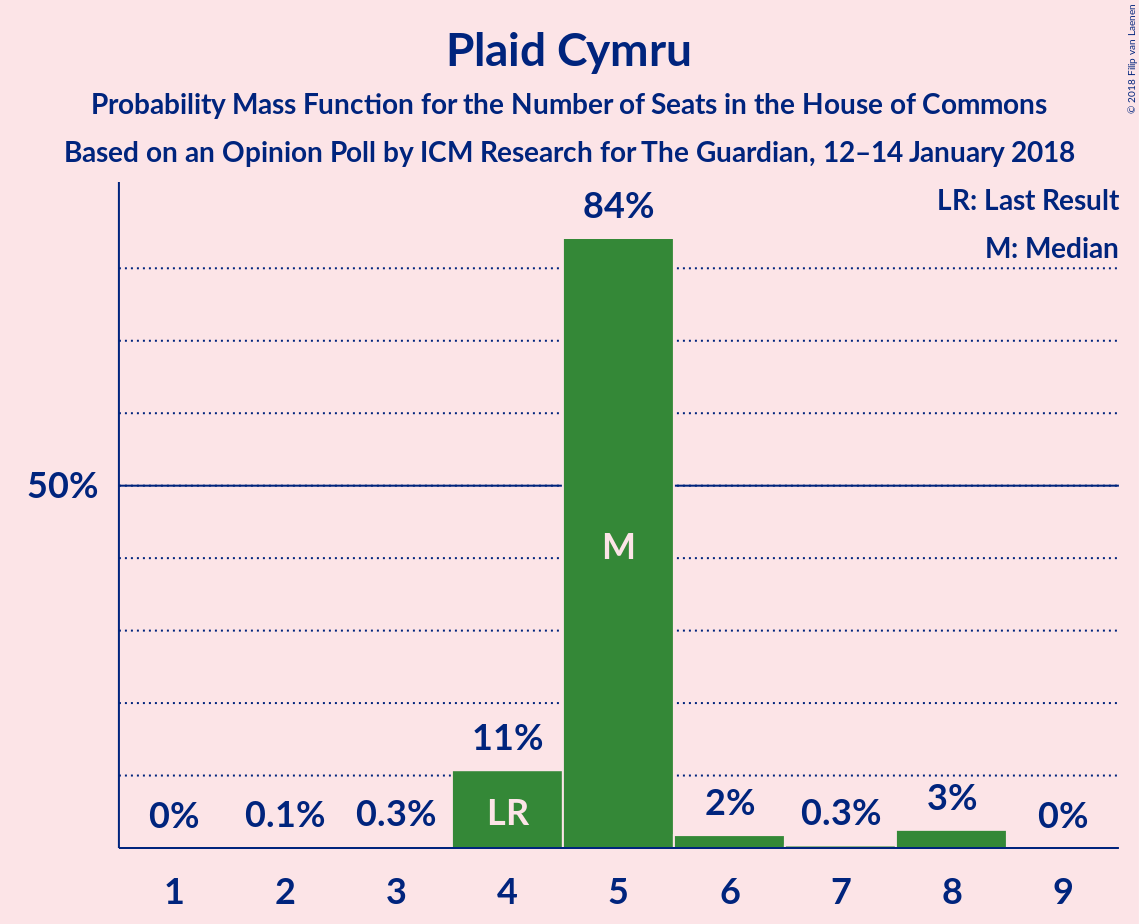 Plaid Cymru
Probability Mass Function for the Number of Seats in the House of Commons
Based on an Opinion Poll by ICM Research for The Guardian, 12–14 January 2018
© 2018 Filip van Laenen
LR: Last Result
M: Median
84%
50%
M
11%
LR
0%
0.1%
0.3%
2%
0.3%
3%
0%
1 2 3 4 5 6 7 8 9